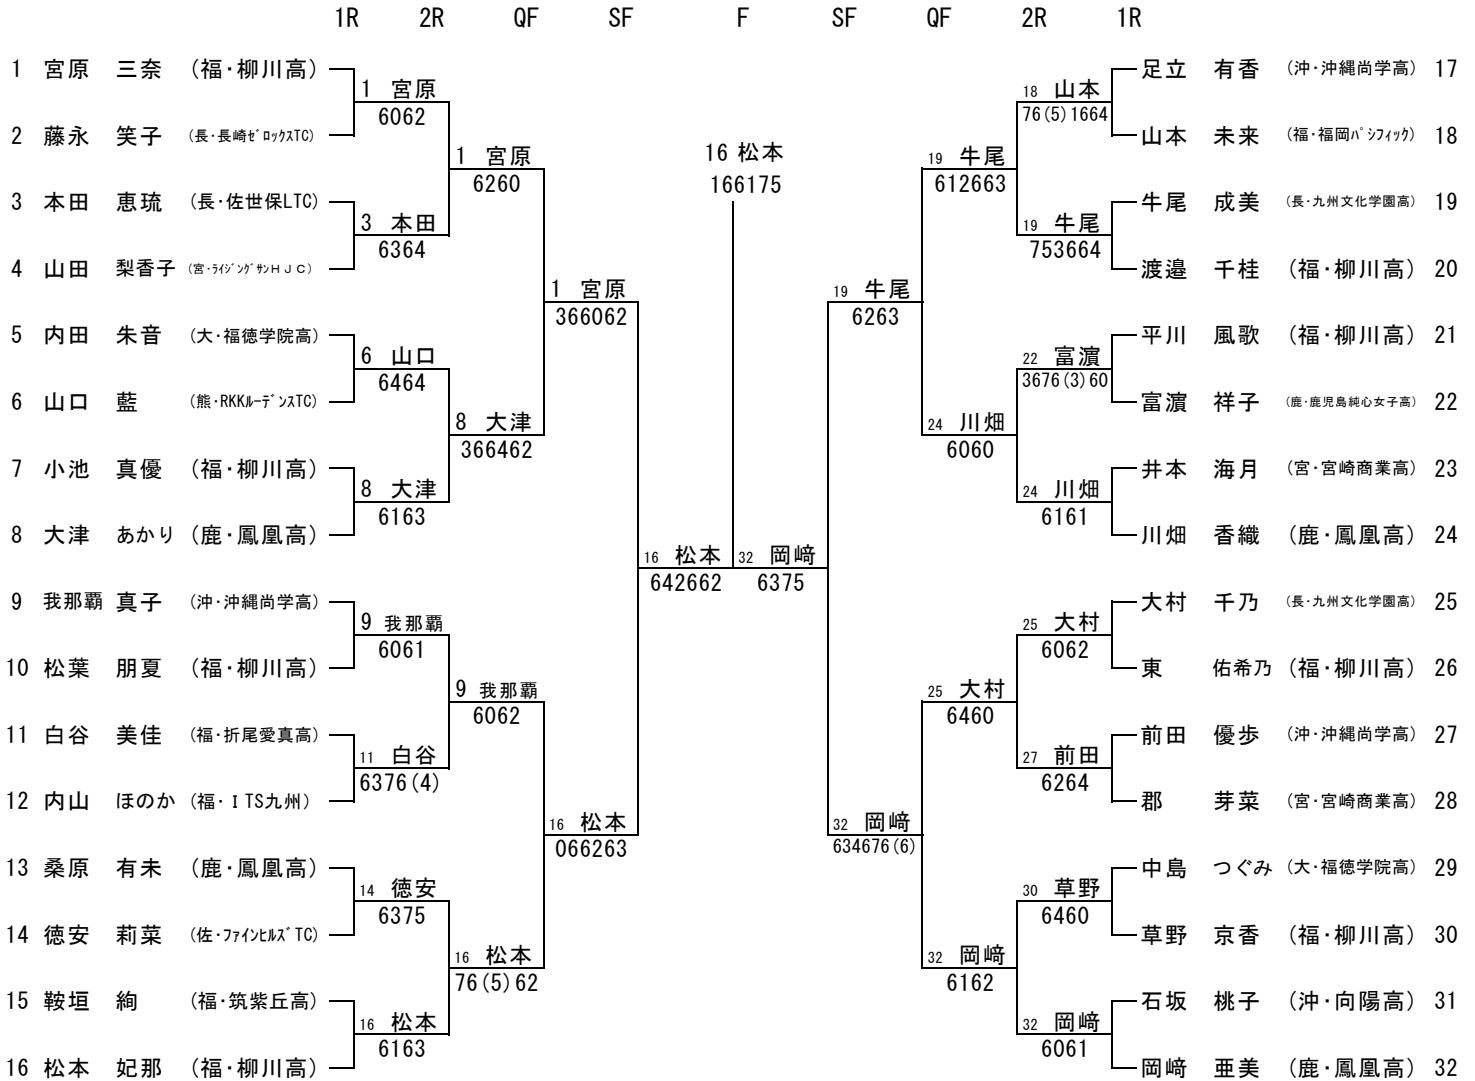 1R 2R QF SF F SF QF 2R 1R
1 宮原 三奈 (福・柳川高)
2 藤永 笑子 (長・長崎ゼロックスTC)
3 本田 恵琉 (長・佐世保LTC)
4 山田 梨香子 (宮・ライジングサンHJC)
5 内田 朱音 (大・福徳学院高)
6 山口 藍 (熊・RKKルーデンスTC)
7 小池 真優 (福・柳川高)
8 大津 あかり (鹿・鳳凰高)
9 我那覇 真子 (沖・沖縄尚学高)
10 松葉 朋夏 (福・柳川高)
11 白谷 美佳 (福・折尾愛真高)
12 内山 ほのか (福・ITS九州)
13 桑原 有未 (鹿・鳳凰高)
14 徳安 莉菜 (佐・ファインヒルズTC)
15 鞍垣 絢 (福・筑紫丘高)
16 松本 妃那 (福・柳川高)
1 宮原
6062
3 本田
6364
6 山口
6464
8 大津
6163
9 我那覇
6061
11 白谷
6376(4)
14 徳安
6375
16 松本
6163
1 宮原
6260
8 大津
366462
9 我那覇
6062
16 松本
76(5)62
1 宮原
366062
16 松本
066263
16 松本
642662
16 松本
166175
32 岡﨑
6375
19 牛尾
6263
32 岡﨑
634676(6)
19 牛尾
612663
24 川畑
6060
25 大村
6460
32 岡﨑
6162
18 山本
76(5)1664
19 牛尾
753664
22 富濵
3676(3)60
24 川畑
6161
25 大村
6062
27 前田
6264
30 草野
6460
32 岡﨑
6061
足立 有香 (沖・沖縄尚学高) 17
山本 未来 (福・福岡パシフィック) 18
牛尾 成美 (長・九州文化学園高) 19
渡邉 千桂 (福・柳川高) 20
平川 風歌 (福・柳川高) 21
富濵 祥子 (鹿・鹿児島純心女子高) 22
井本 海月 (宮・宮崎商業高) 23
川畑 香織 (鹿・鳳凰高) 24
大村 千乃 (長・九州文化学園高) 25
東 佑希乃 (福・柳川高) 26
前田 優歩 (沖・沖縄尚学高) 27
郡 芽菜 (宮・宮崎商業高) 28
中島 つぐみ (大・福徳学院高) 29
草野 京香 (福・柳川高) 30
石坂 桃子 (沖・向陽高) 31
岡﨑 亜美 (鹿・鳳凰高) 32